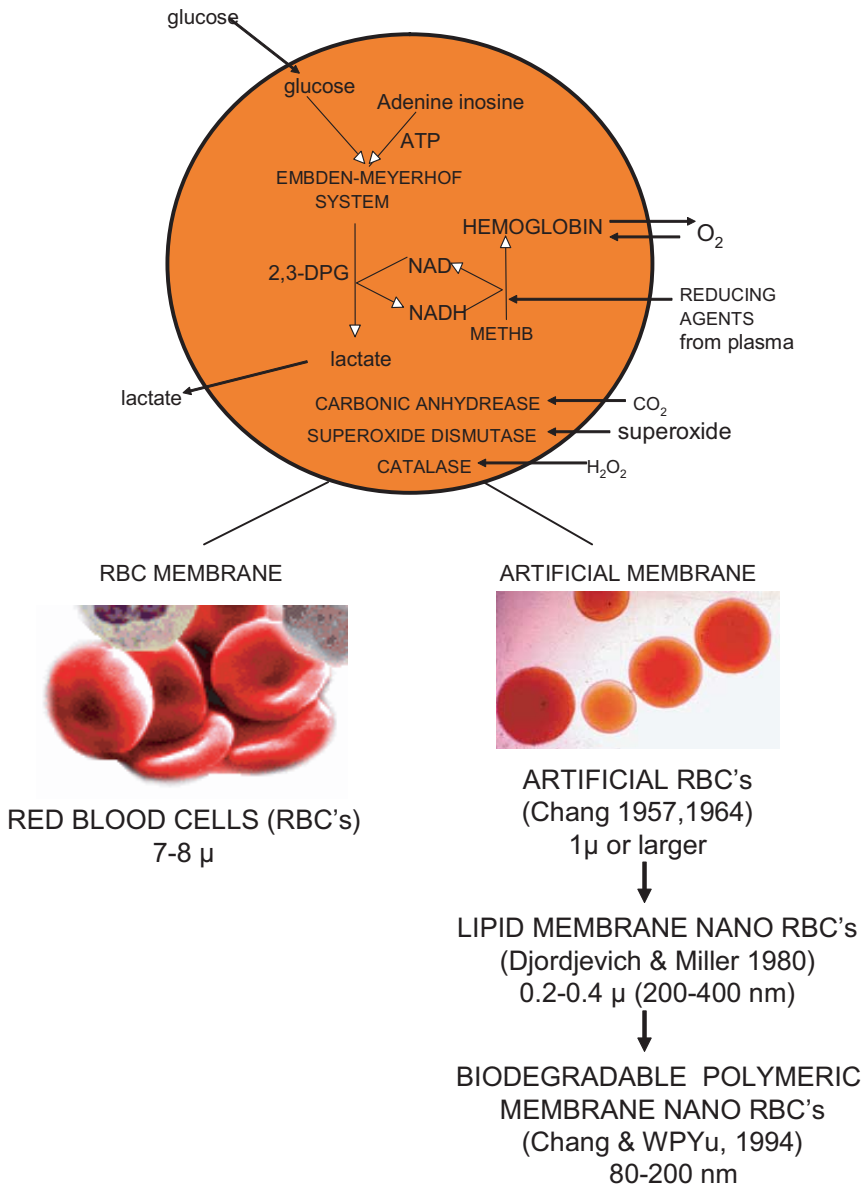 glucose
glucose
Adenine inosine
ATP
EMBDEN-MEYERHOF
SYSTEM
HEMOGLOBIN
O₂
2,3-DPG
NAD
NADH
METHB
REDUCING
AGENTS
from plasma
lactate
lactate
CARBONIC ANHYDREASE
CO₂
SUPEROXIDE DISMUTASE
superoxide
CATALASE
H₂O₂
RBC MEMBRANE
ARTIFICIAL MEMBRANE
RED BLOOD CELLS (RBC's)
7-8 µ
ARTIFICIAL RBC's
(Chang 1957,1964)
1µ or larger
LIPID MEMBRANE NANO RBC's
(Djordjevich & Miller 1980)
0.2-0.4 µ (200-400 nm)
BIODEGRADABLE POLYMERIC
MEMBRANE NANO RBC's
(Chang & WPYu, 1994)
80-200 nm